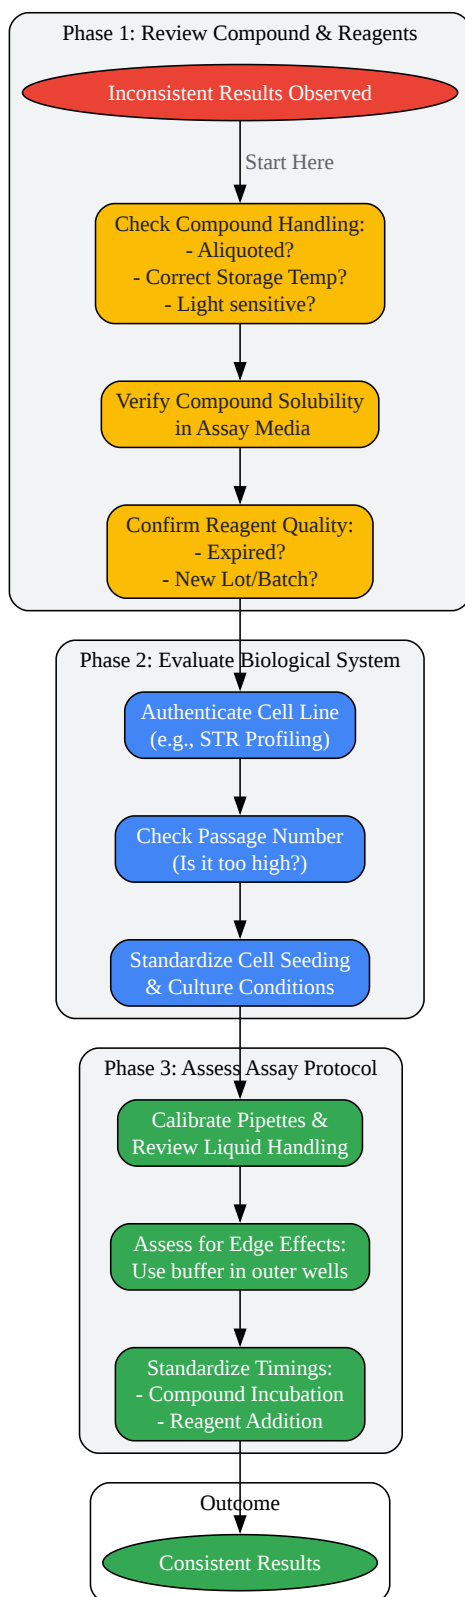 Phase 1: Review Compound & Reagents
Inconsistent Results Observed
Start Here
Check Compound Handling:
- Aliquoted?
- Correct Storage Temp?
- Light sensitive?
Verify Compound Solubility
in Assay Media
Confirm Reagent Quality:
- Expired?
- New Lot/Batch?
Phase 2: Evaluate Biological System
Authenticate Cell Line
(e.g., STR Profiling)
Check Passage Number
(Is it too high?)
Standardize Cell Seeding
& Culture Conditions
Phase 3: Assess Assay Protocol
Calibrate Pipettes &
Review Liquid Handling
Assess for Edge Effects:
Use buffer in outer wells
Standardize Timings:
- Compound Incubation
- Reagent Addition
Outcome
Consistent Results